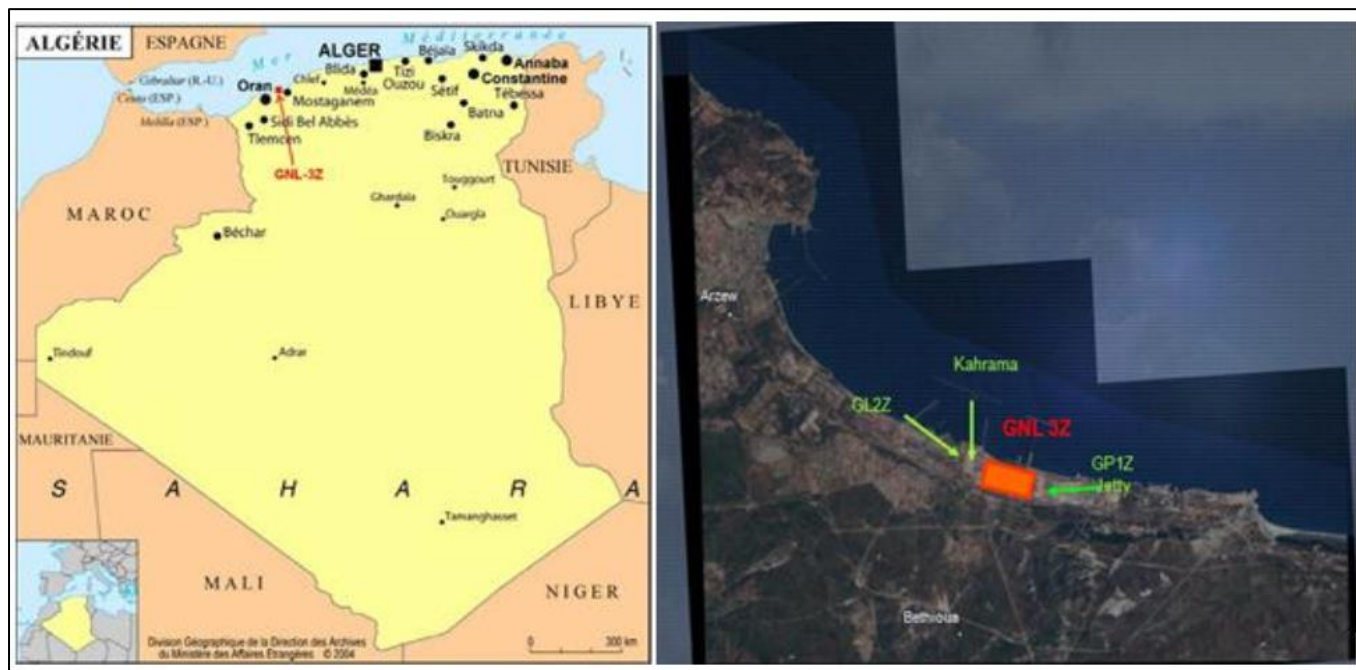 ALGÉRIE
ESPAGNE
Mer
Méditerranée
Gibraltar (R.-U.)
Ceuta (ESP.)
Melilla (ESP.)
ALGER
Blida
Chlef
Médéa
Tizi
Ouzou
Béjaïa
Skikda
Annaba
Constantine
Sétif
Tébessa
Batna
Biskra
Oran
Mostaganem
Sidi Bel Abbès
Tlemcen
GNL-3Z
TUNISIE
MAROC
Touggourt
Ghardaïa
Ouargla
Béchar
LIBYE
Tindouf
Adrar
MAURITANIE
S A H A R A
Tamanghasset
MALI
NIGER
Division Géographique de la Direction des Archives
du Ministère des Affaires Étrangères © 2004
0 300 km
Arzew
Kahrama
GL2Z
GNL 3Z
GP1Z
Jetty
Bethioua